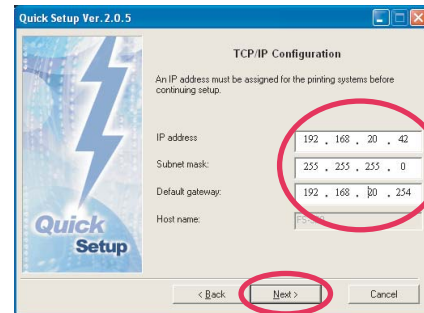 Quick Setup Ver. 2.0.5
TCP/IP Configuration
An IP address must be assigned for the printing systems before
continuing setup.
IP address
192 . 168 . 20 . 42
Subnet mask:
255 . 255 . 255 . 0
Default gateway:
192 . 168 . 20 . 254
Host name:
Quick
Setup
< Back
Next >
Cancel